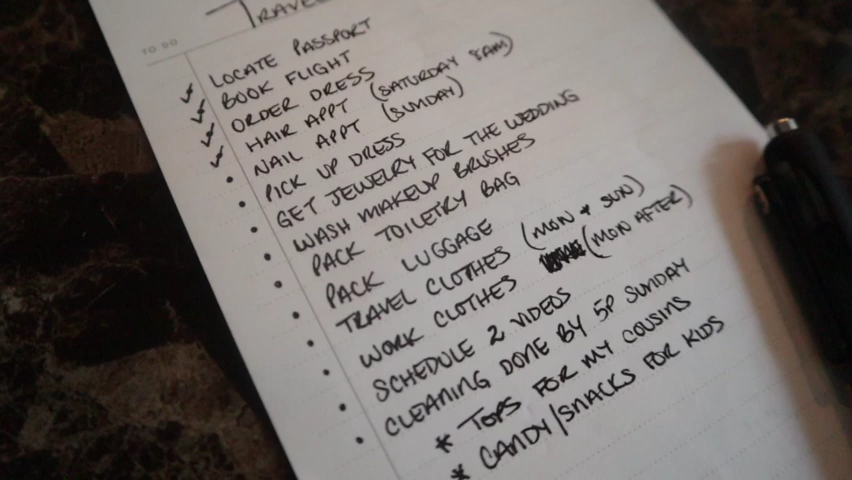 TRAVEL
TO DO
✓ LOCATE PASSPORT
✓ BOOK FLIGHT
✓ ORDER DRESS
✓ HAIR APPT (SATURDAY 8AM)
• NAIL APPT (SUNDAY)
• PICK UP DRESS
• GET JEWELRY FOR THE WEDDING
• WASH MAKEUP BRUSHES
• PACK TOILETRY BAG
• PACK LUGGAGE
• TRAVEL CLOTHES (MON & SUN)
• WORK CLOTHES (MON AFTER)
• SCHEDULE 2 VIDEOS
• CLEANING DONE BY 5P SUNDAY
* TOPS FOR MY COUSINS
* CANDY/SNACKS FOR KIDS